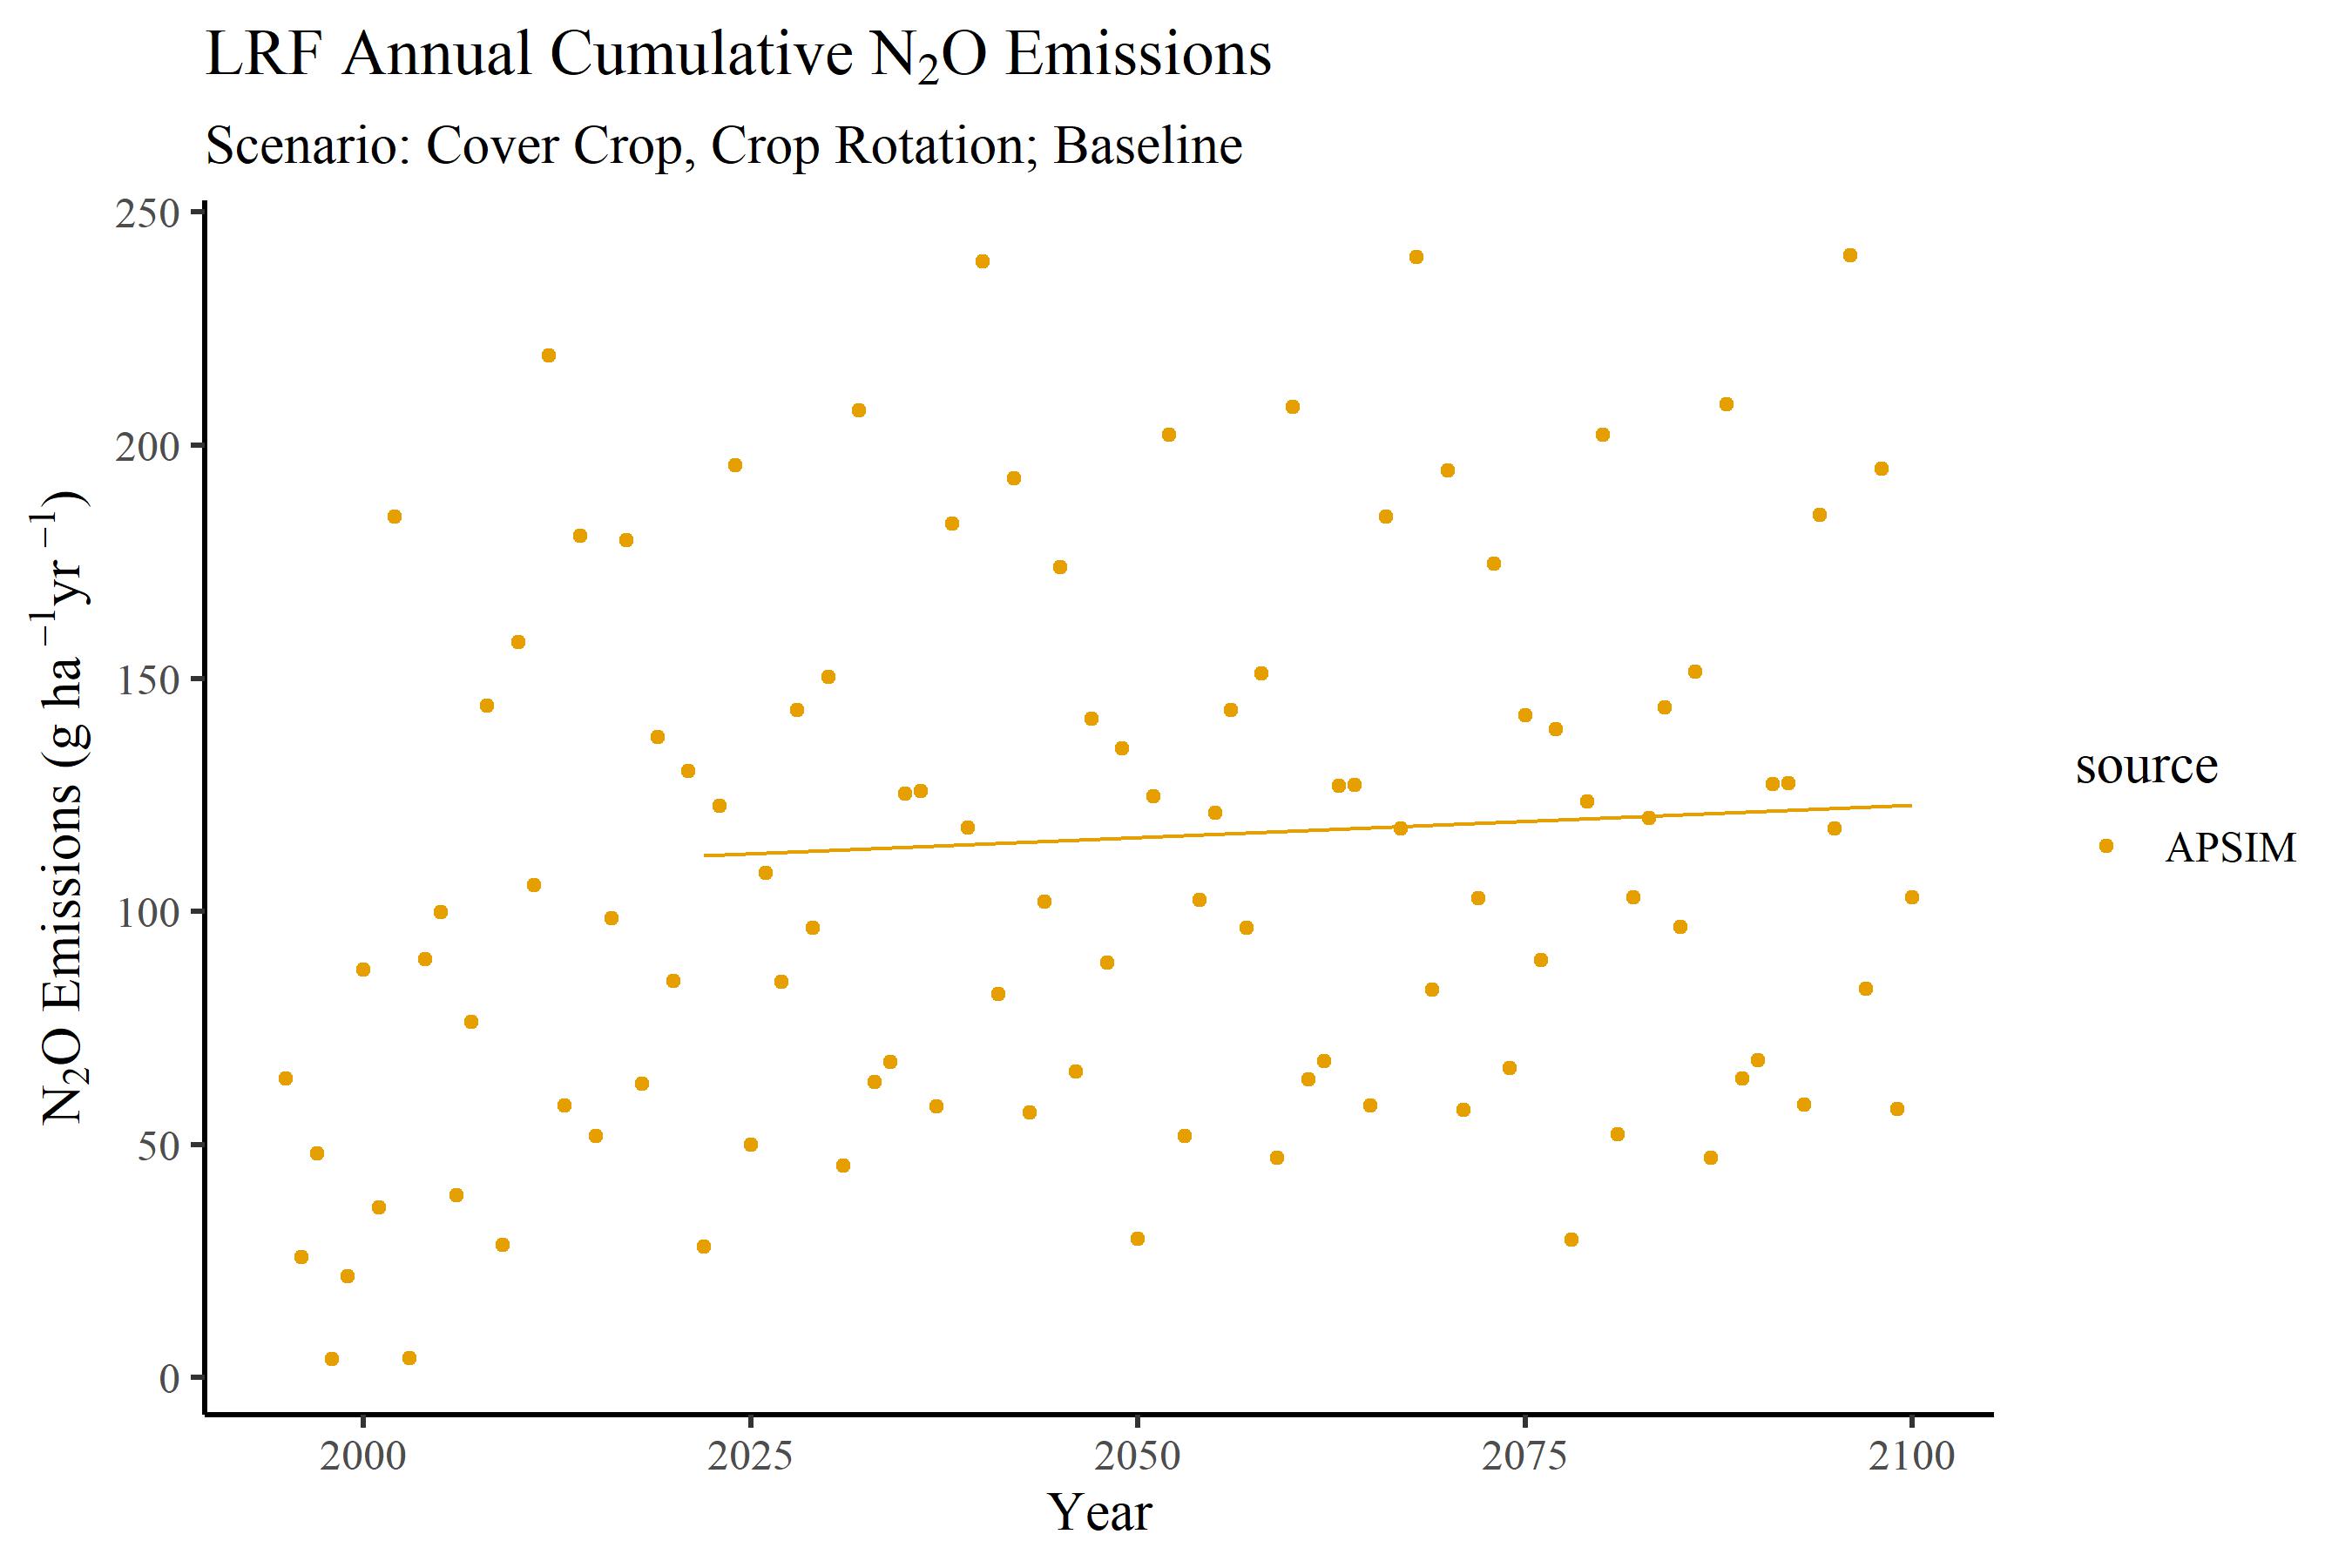 LRF Annual Cumulative N₂O Emissions
Scenario: Cover Crop, Crop Rotation; Baseline
N₂O Emissions (g ha ⁻¹yr ⁻¹)
250
200
150
100
50
0
2000 2025 2050 2075 2100
Year
source
APSIM